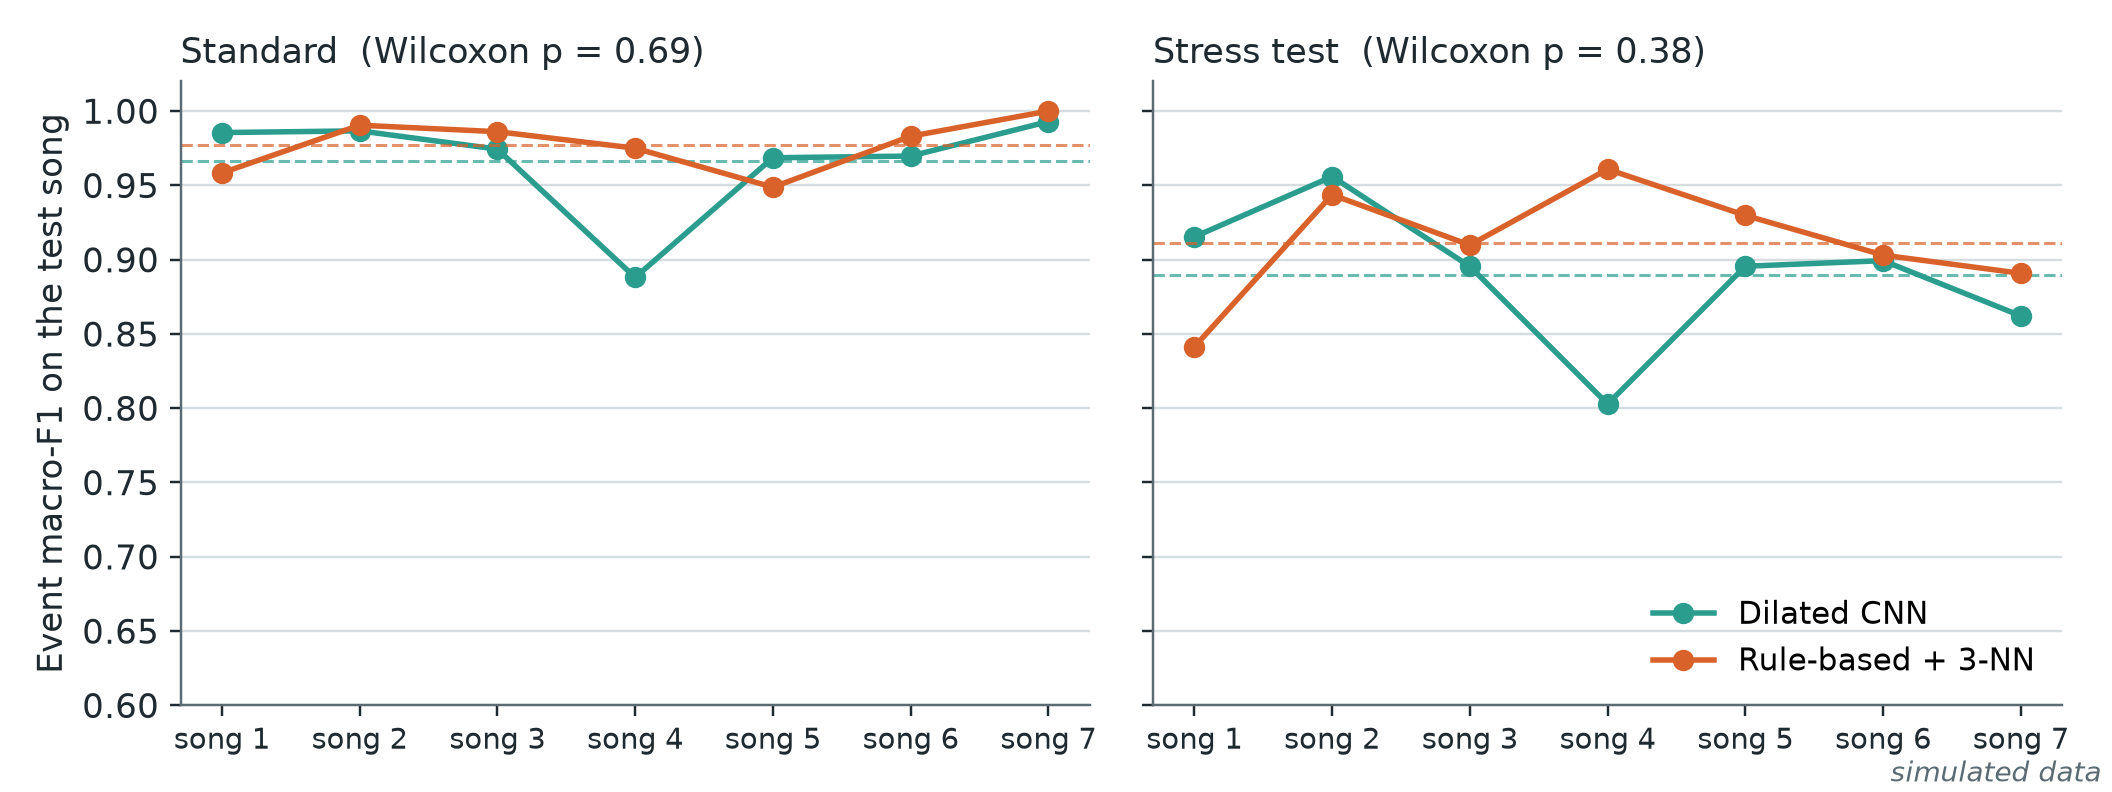 Standard  (Wilcoxon p = 0.69)
Event macro-F1 on the test song
1.00
0.95
0.90
0.85
0.80
0.75
0.70
0.65
0.60
song 1 song 2 song 3 song 4 song 5 song 6 song 7
Stress test  (Wilcoxon p = 0.38)
Dilated CNN
Rule-based + 3-NN
song 1 song 2 song 3 song 4 song 5 song 6 song 7
simulated data